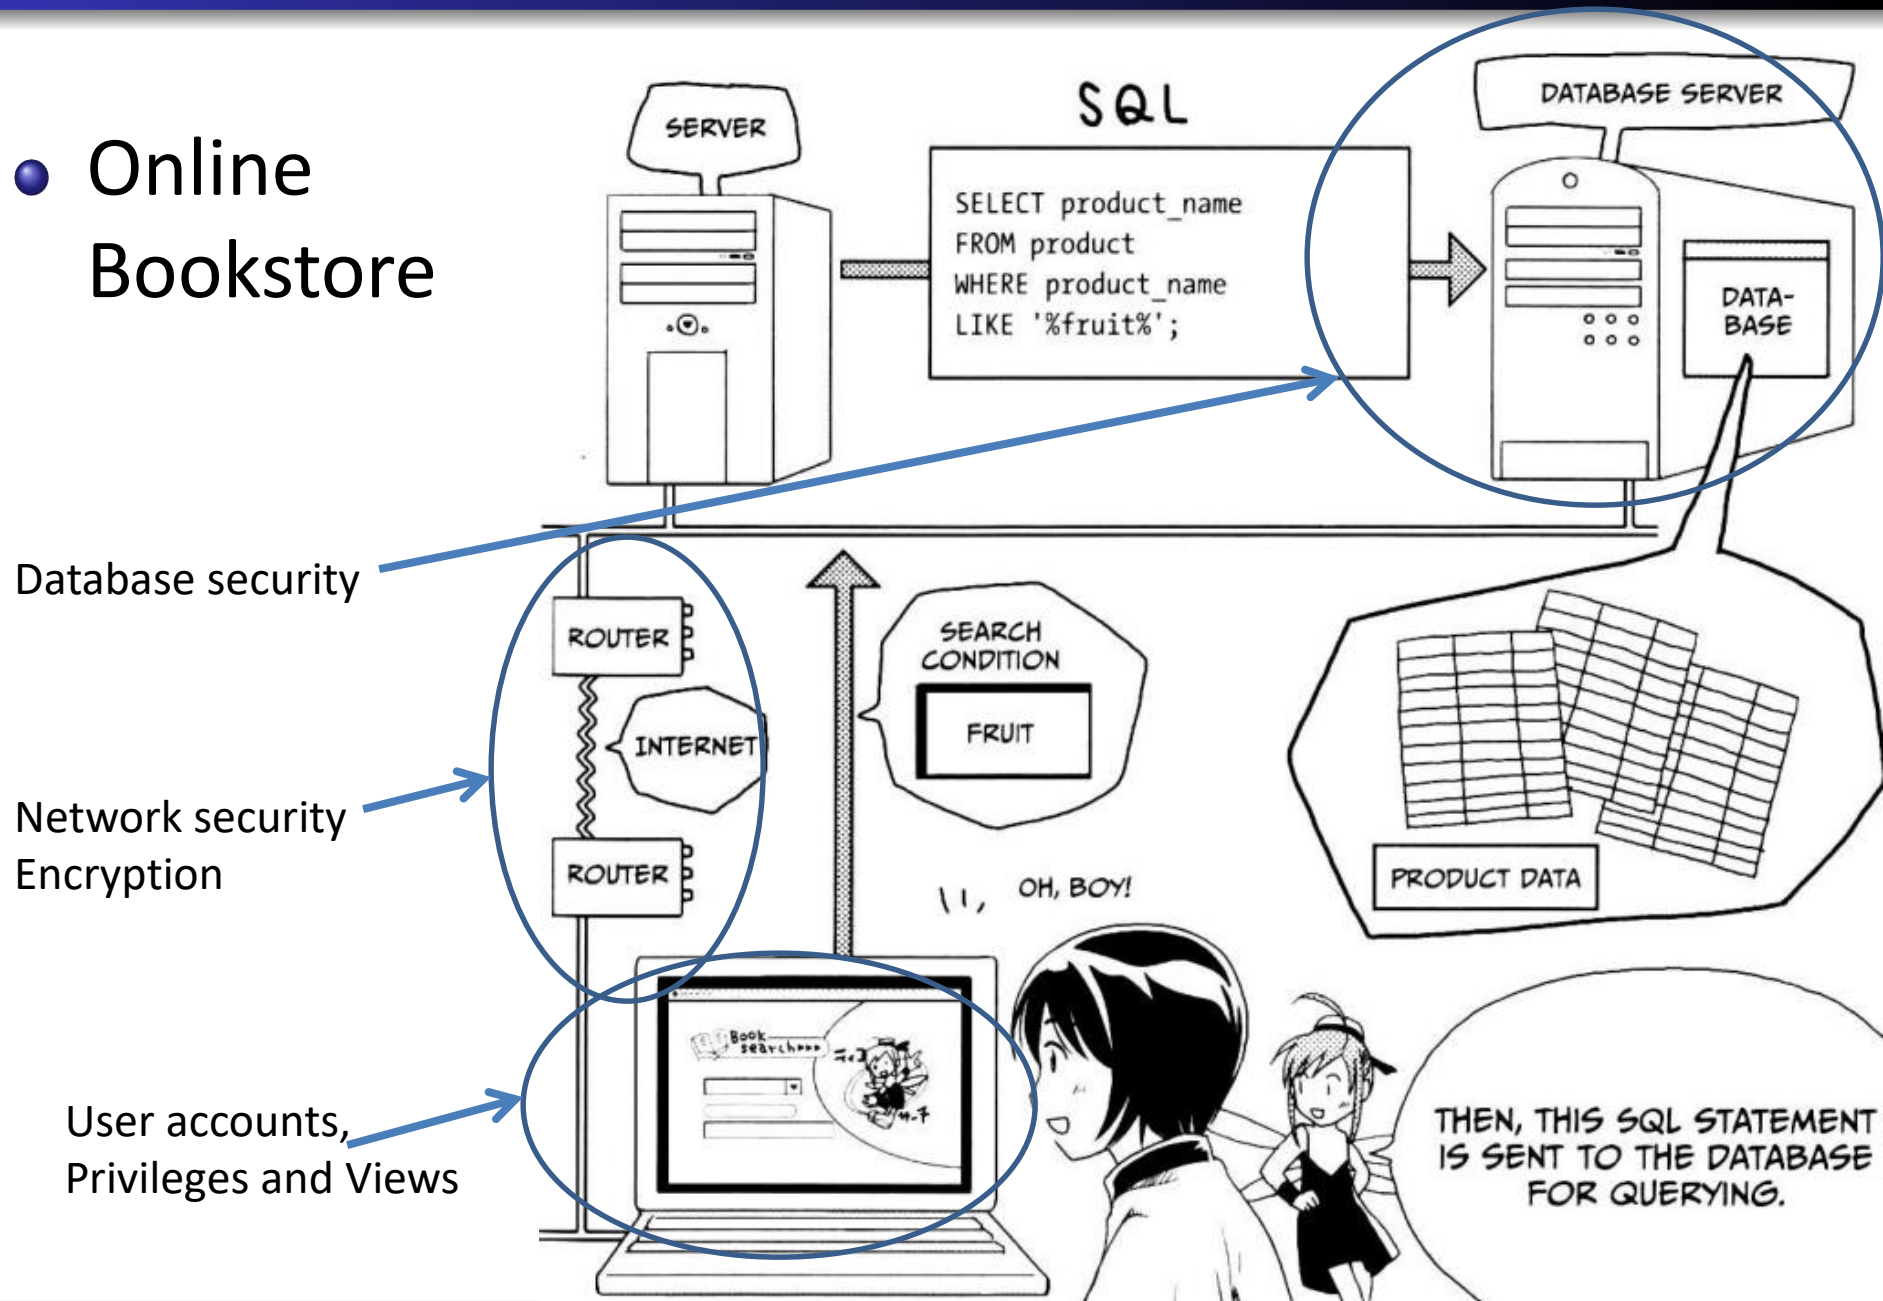 Online
Bookstore
SERVER
SQL
DATABASE SERVER
SELECT product_name
FROM product
WHERE product_name
LIKE '%fruit%';
DATA-
BASE
Database security
ROUTER
SEARCH
CONDITION
FRUIT
INTERNET
Network security
Encryption
ROUTER
PRODUCT DATA
OH, BOY!
Book
search
User accounts,
Privileges and Views
THEN, THIS SQL STATEMENT
IS SENT TO THE DATABASE
FOR QUERYING.